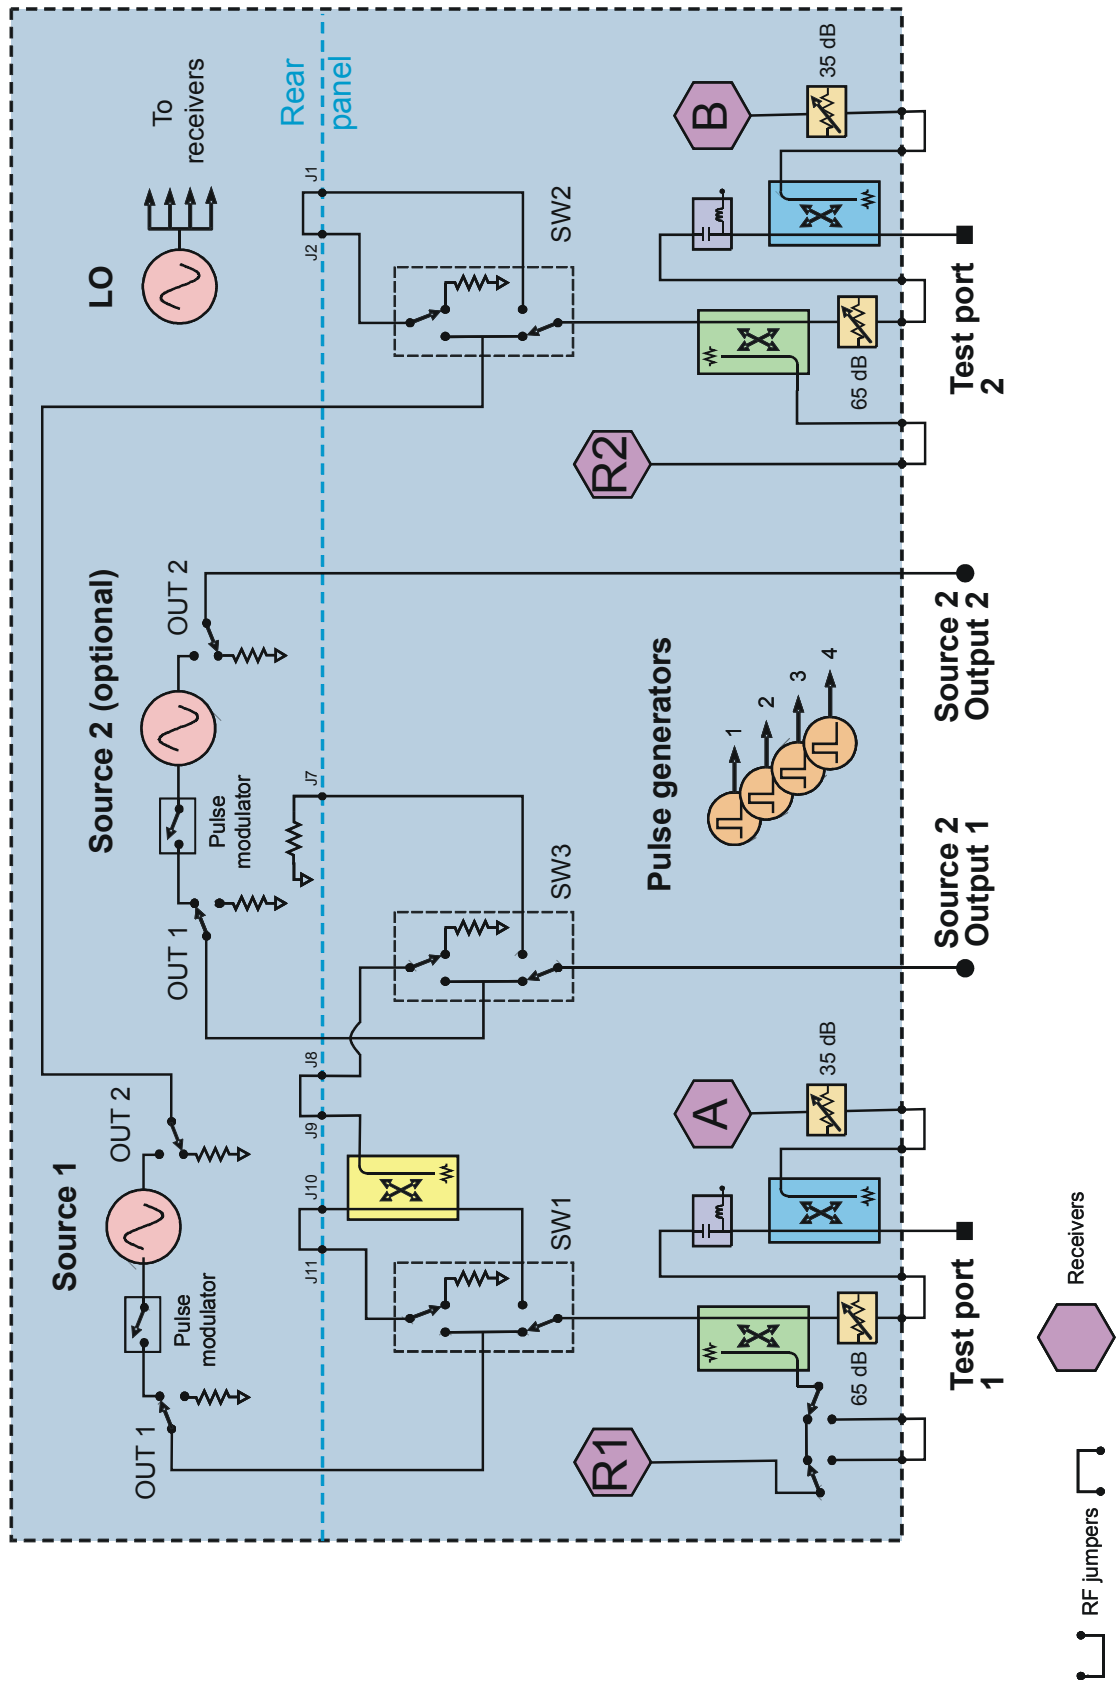 Source 1
OUT 1
Pulse
modulator
OUT 2
Source 2 (optional)
OUT 1
Pulse
modulator
OUT 2
LO
To
receivers
Rear
panel
J11
J10
J9
J8
J7
J2
J1
SW1
SW3
SW2
R1
65 dB
A
35 dB
Pulse generators
1
2
3
4
R2
65 dB
B
35 dB
Test port
1
Source 2
Output 1
Source 2
Output 2
Test port
2
RF jumpers
Receivers